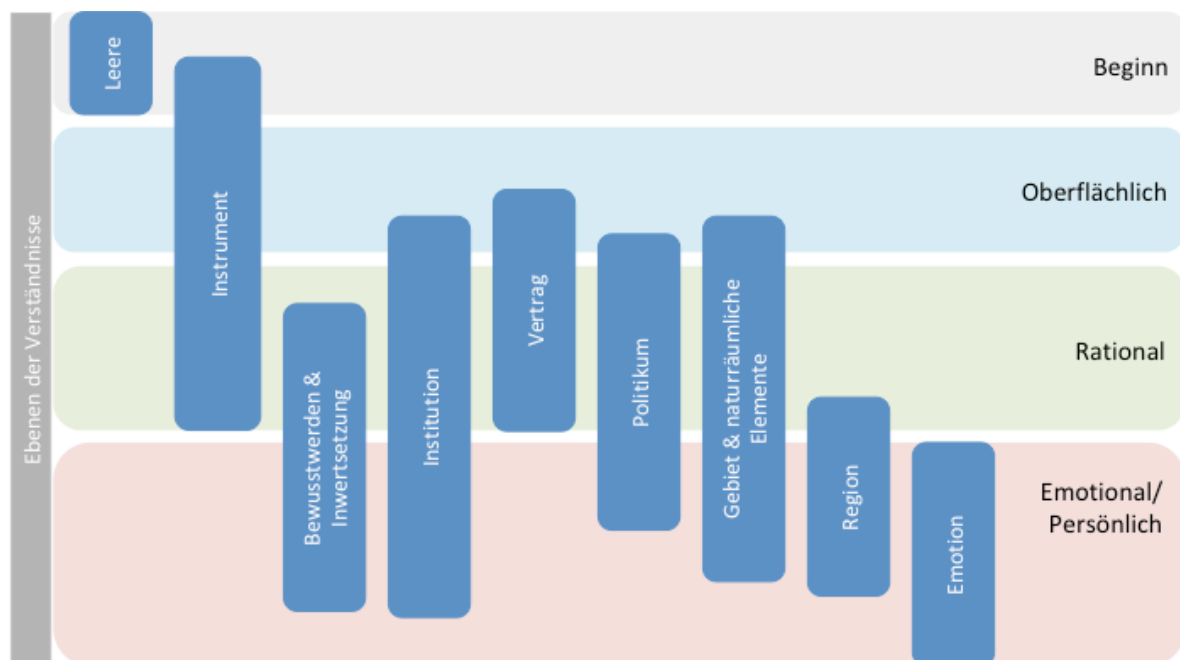 Ebenen der Verständnisse
Leere
Instrument
Bewusstwerden &
Inwertsetzung
Institution
Vertrag
Politikum
Gebiet & naturräumliche
Elemente
Region
Emotion
Beginn
Oberflächlich
Rational
Emotional/
Persönlich